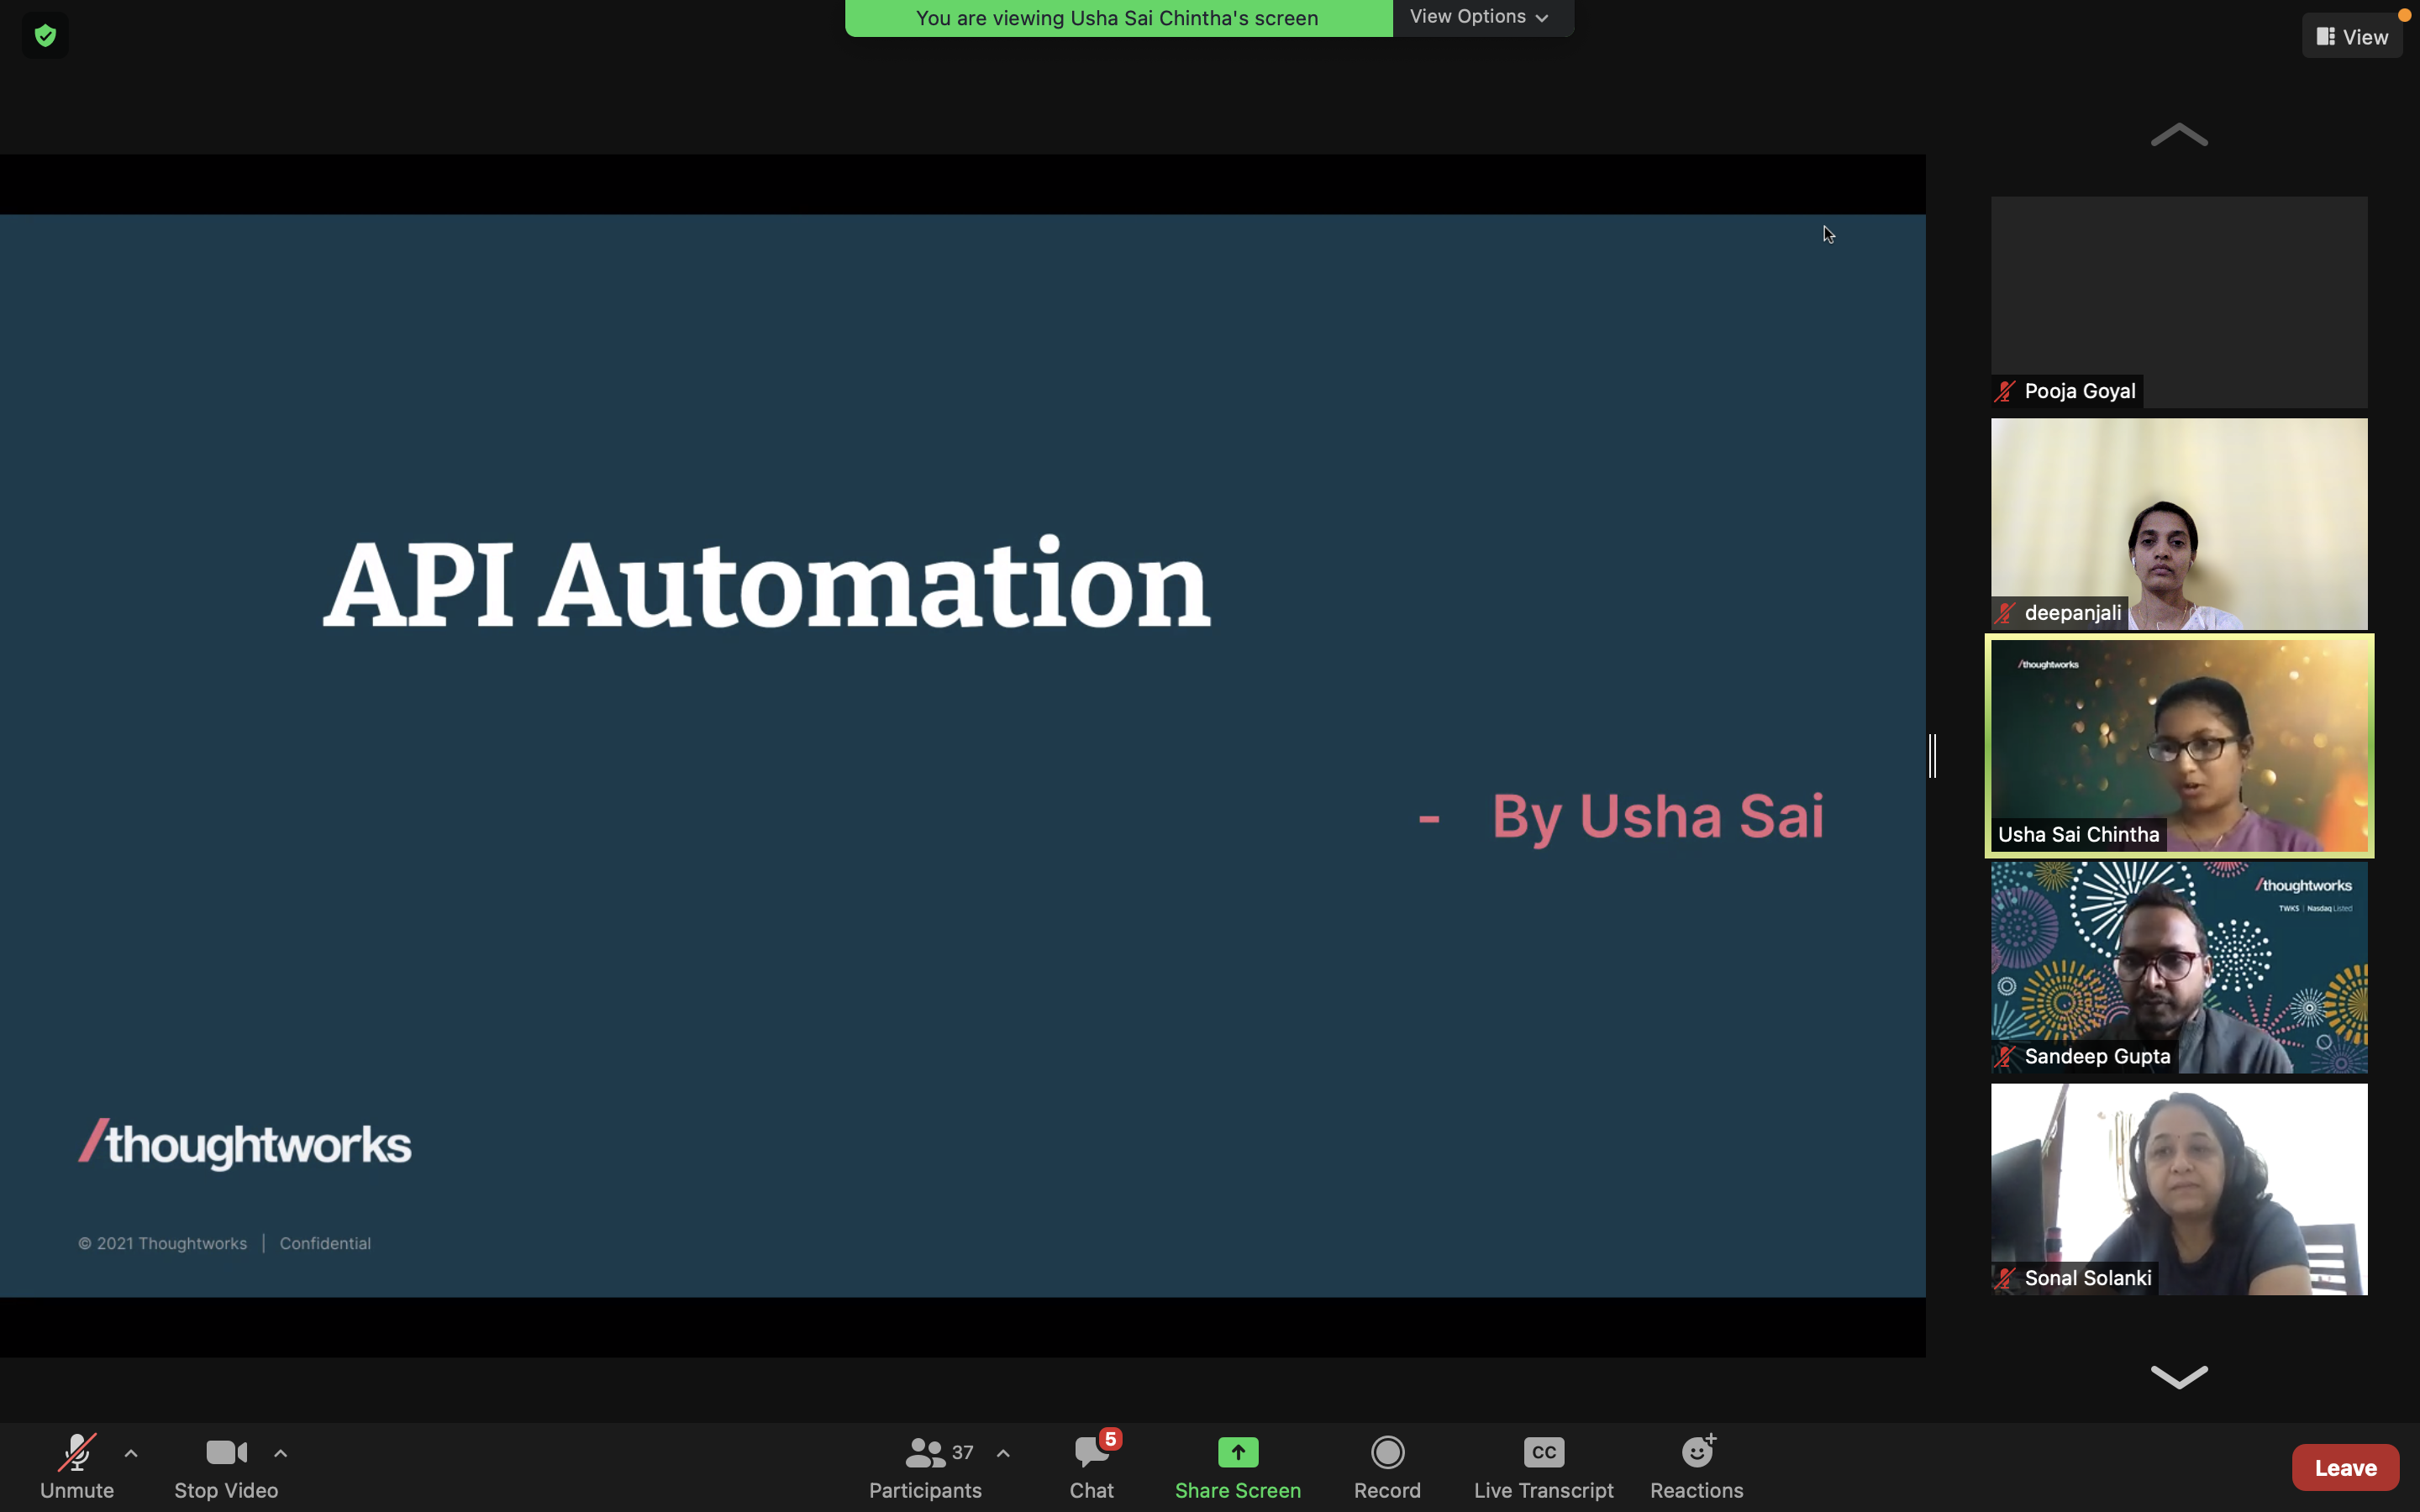 You are viewing Usha Sai Chintha's screen
View Options
View
API Automation
- By Usha Sai
/thoughtworks
© 2021 Thoughtworks | Confidential
Pooja Goyal
deepanjali
/thoughtworks
Usha Sai Chintha
/thoughtworks
TWKS | Nasdaq Listed
Sandeep Gupta
Sonal Solanki
Unmute
Stop Video
37
Participants
5
Chat
Share Screen
Record
CC
Live Transcript
Reactions
Leave